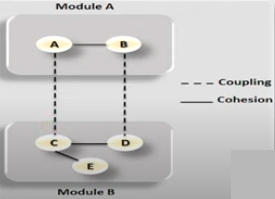 Module A
A B
Coupling
Cohesion
C D
E
Module B